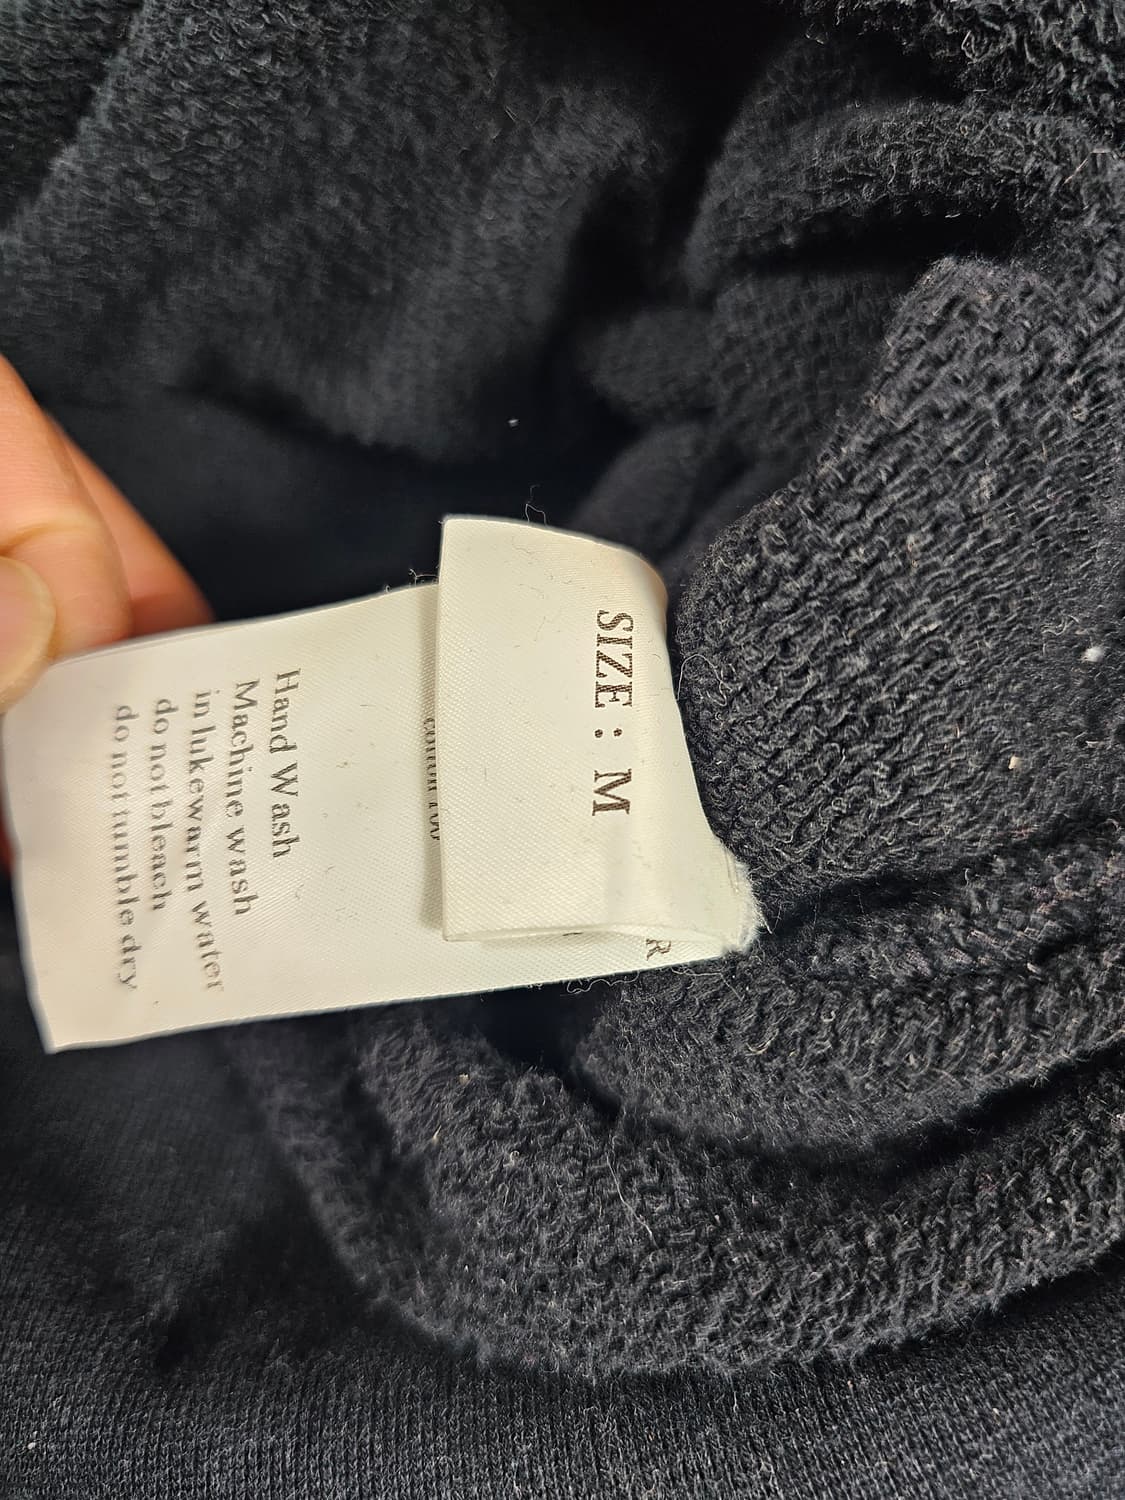 SIZE : M
R
Hand Wash
Machine wash
in lukewarm water
do not bleach
do not tumble dry